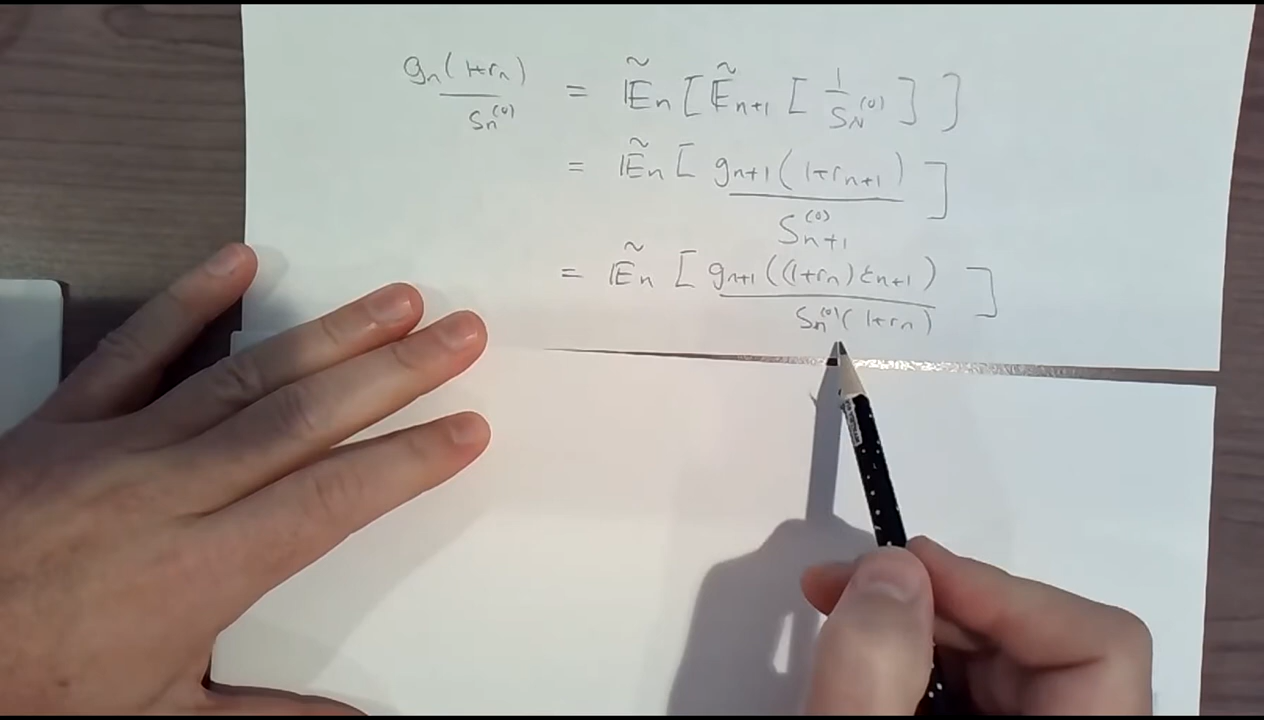 gₙ(1+rₙ) / Sₙ⁽⁰⁾ = Ẽₙ [ Ẽₙ₊₁ [ 1 / S_N⁽⁰⁾ ] ]
= Ẽₙ [ gₙ₊₁(1+rₙ₊₁) / Sₙ₊₁⁽⁰⁾ ]
= Ẽₙ [ gₙ₊₁((1+rₙ)εₙ₊₁) / Sₙ⁽⁰⁾(1+rₙ) ]